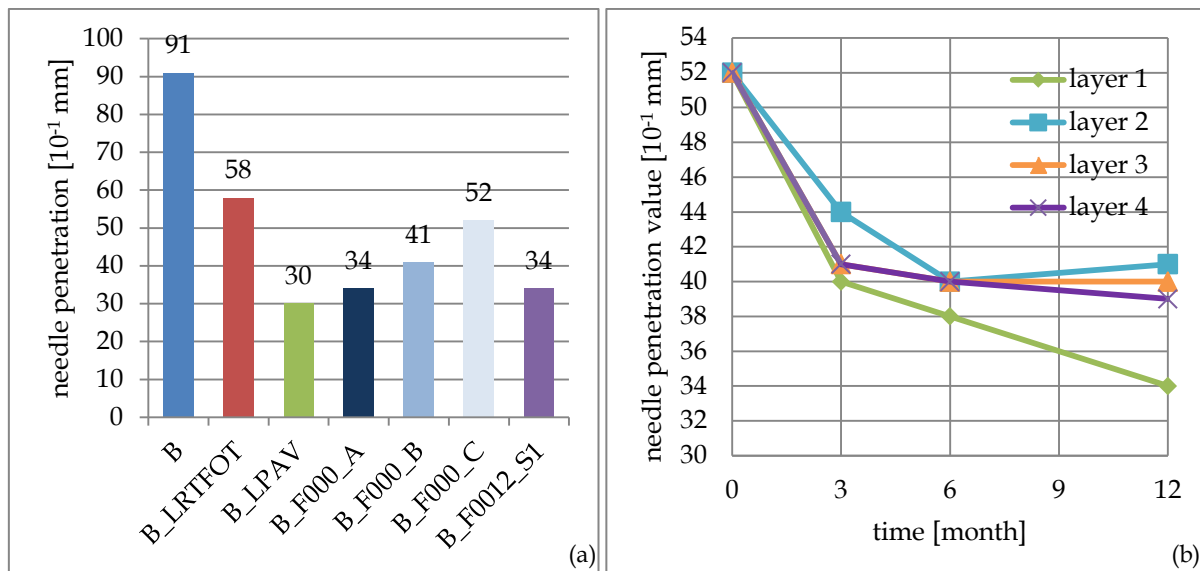 100
90
80
70
60
50
40
30
20
10
0
needle penetration [10⁻¹ mm]
91
58
30
34
41
52
34
B
B_LRTFOT
B_LPAV
B_F000_A
B_F000_B
B_F000_C
B_F0012_S1
(a)
54
52
50
48
46
44
42
40
38
36
34
32
30
needle penetration value [10⁻¹ mm]
layer 1
layer 2
layer 3
layer 4
0 3 6 9 12
time [month]
(b)